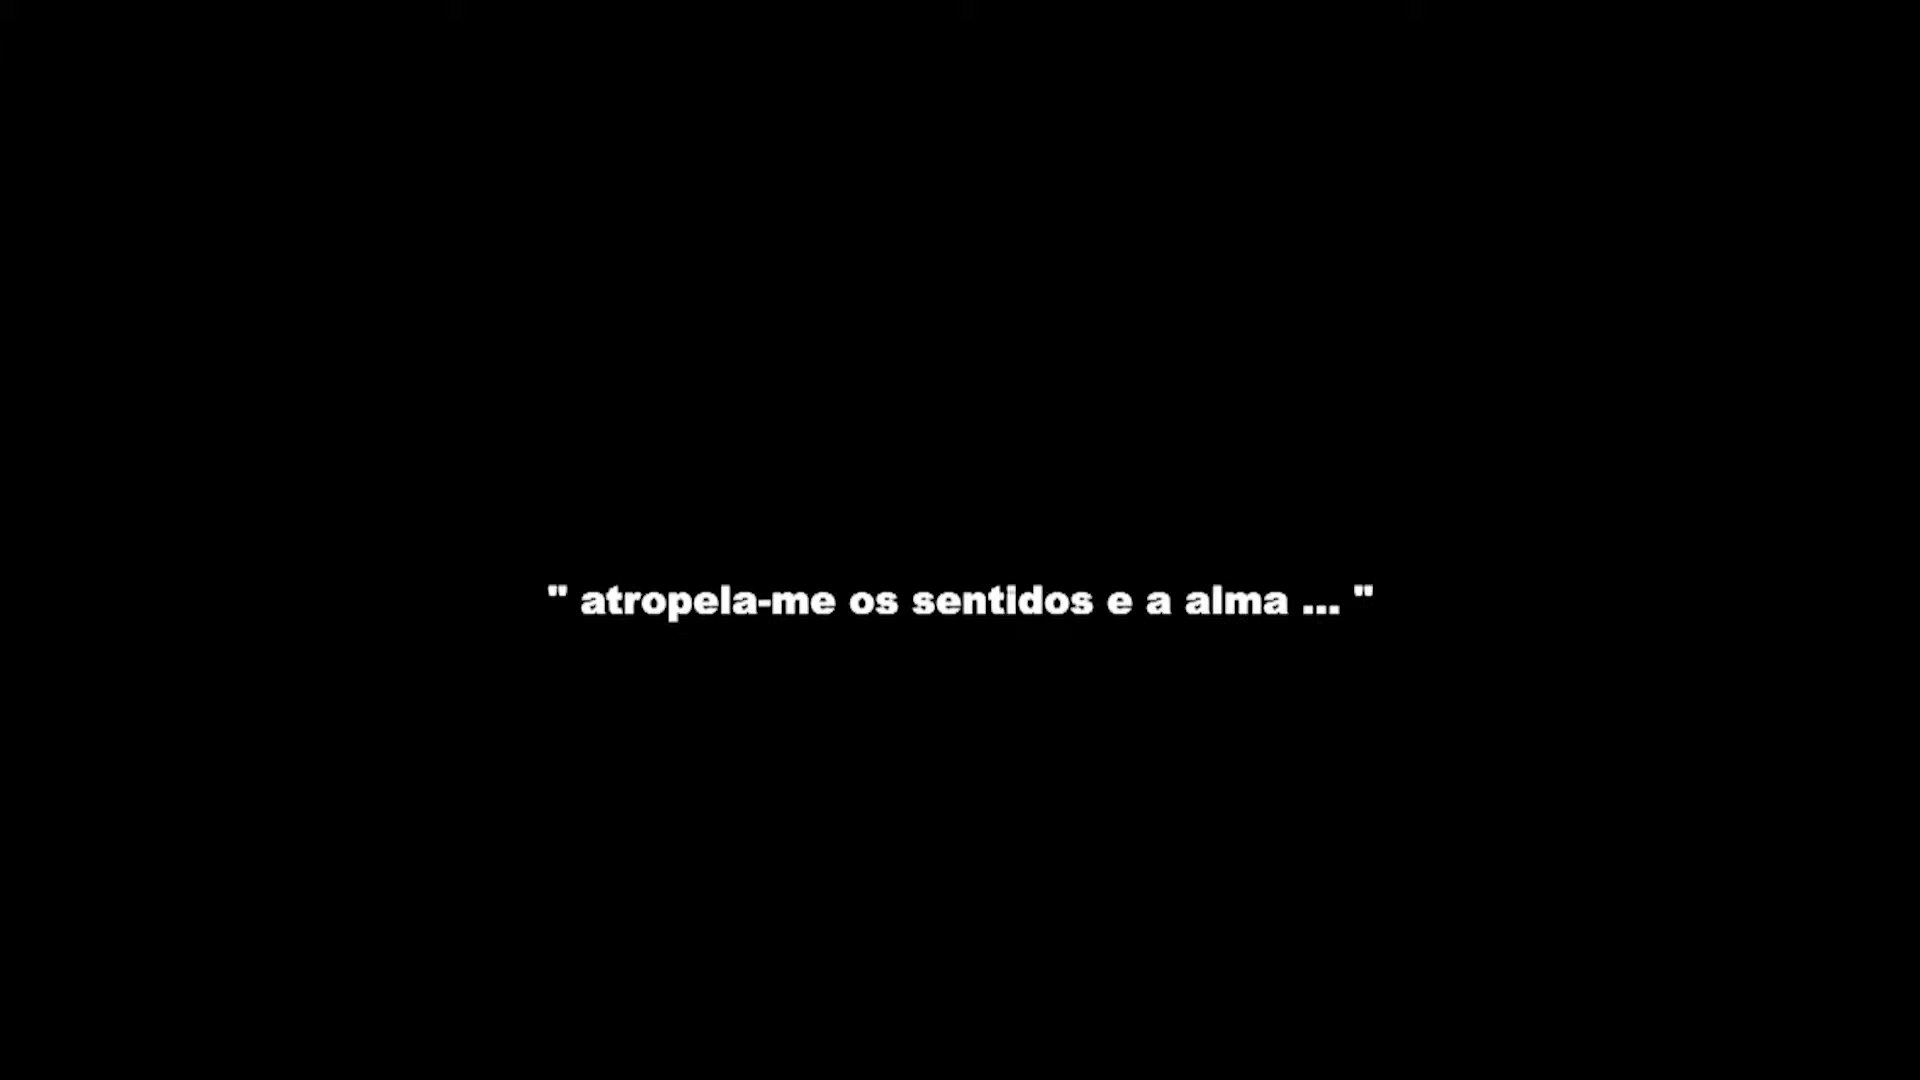 " atropela-me os sentidos e a alma ... "